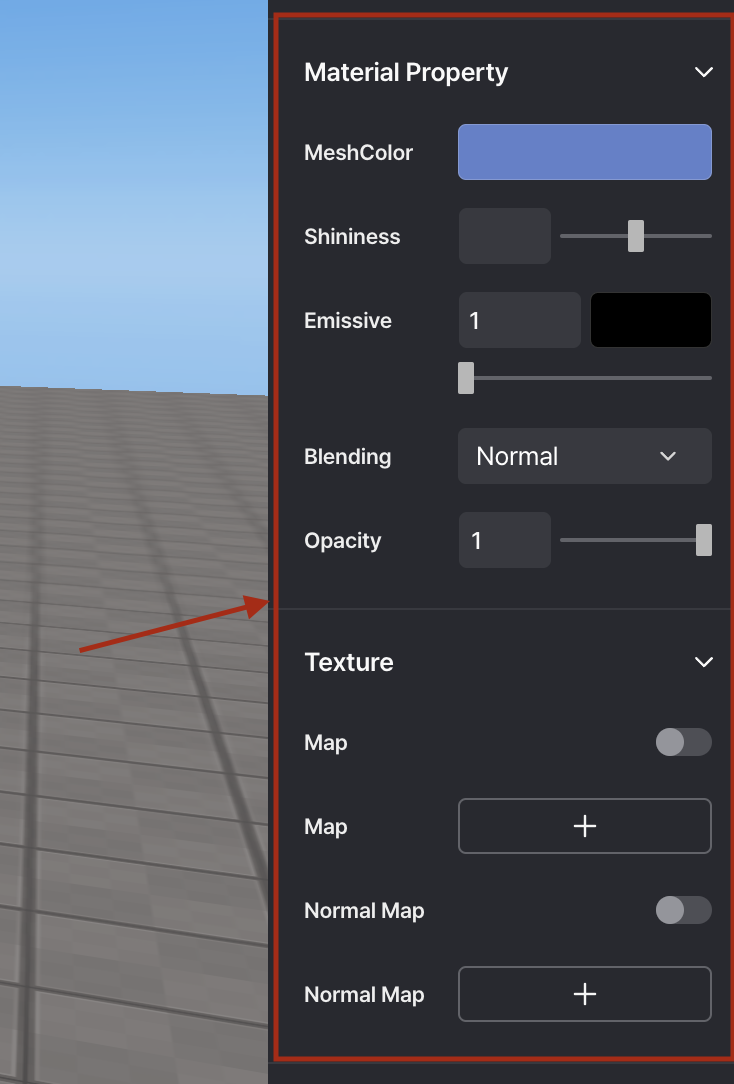 Material Property
MeshColor
Shininess
Emissive 1
Blending Normal
Opacity 1
Texture
Map
Map +
Normal Map
Normal Map +